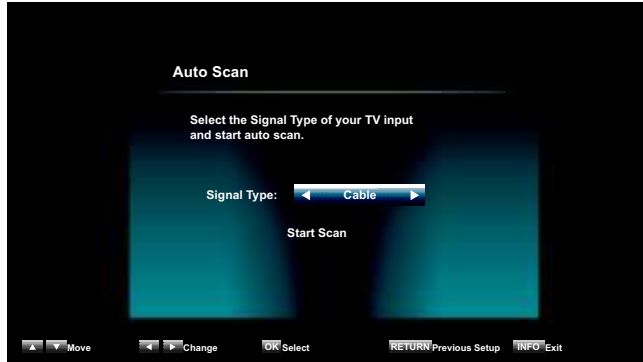 Auto Scan
Select the Signal Type of your TV input
and start auto scan.
Signal Type: Cable
Start Scan
Move Change OK Select RETURN Previous Setup INFO Exit